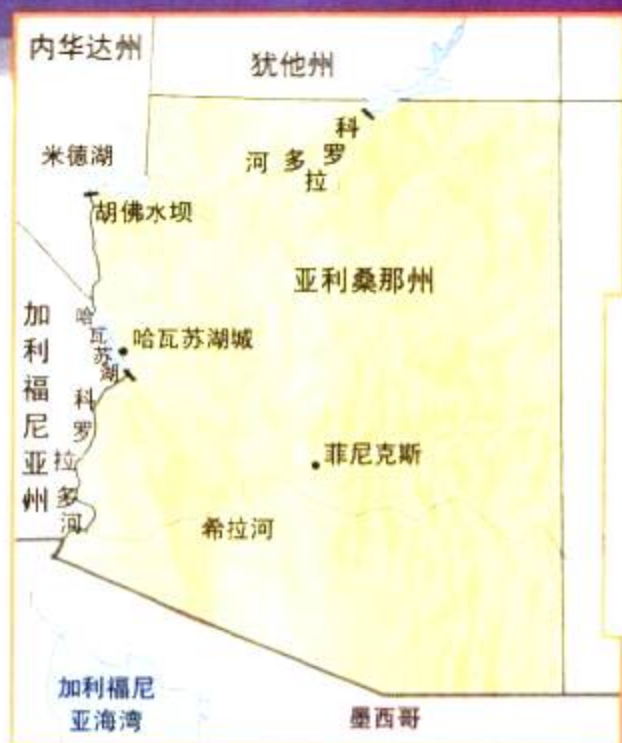 内华达州
犹他州
科罗拉多河
米德湖
胡佛水坝
亚利桑那州
加利福尼亚州
哈瓦苏湖
哈瓦苏湖城
科罗拉多河
菲尼克斯
希拉河
加利福尼
亚海湾
墨西哥